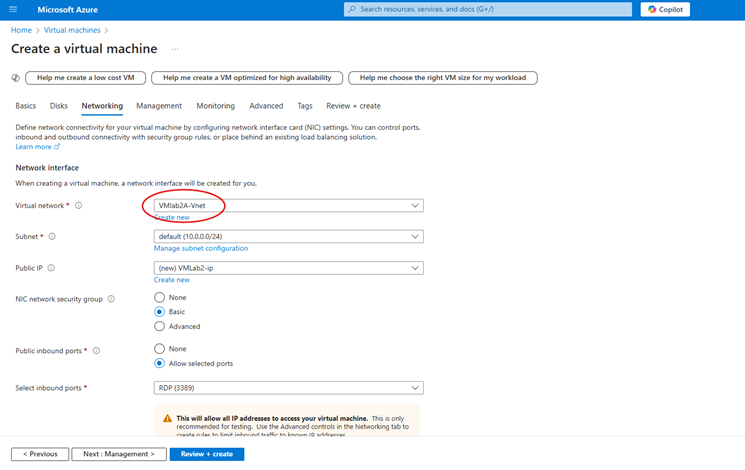 Microsoft Azure
Search resources, services, and docs (G+/)
Copilot
Home > Virtual machines >
Create a virtual machine ...
Help me create a low cost VM
Help me create a VM optimized for high availability
Help me choose the right VM size for my workload
Basics Disks Networking Management Monitoring Advanced Tags Review + create
Define network connectivity for your virtual machine by configuring network interface card (NIC) settings. You can control ports,
inbound and outbound connectivity with security group rules, or place behind an existing load balancing solution.
Learn more
Network interface
When creating a virtual machine, a network interface will be created for you.
Virtual network * VMlab2A-Vnet
Create new
Subnet * default (10.0.0.0/24)
Manage subnet configuration
Public IP (new) VMLab2-ip
Create new
NIC network security group None
Basic
Advanced
Public inbound ports * None
Allow selected ports
Select inbound ports * RDP (3389)
This will allow all IP addresses to access your virtual machine. This is only
recommended for testing. Use the Advanced controls in the Networking tab to
create rules to limit inbound traffic to known IP addresses.
< Previous Next : Management > Review + create